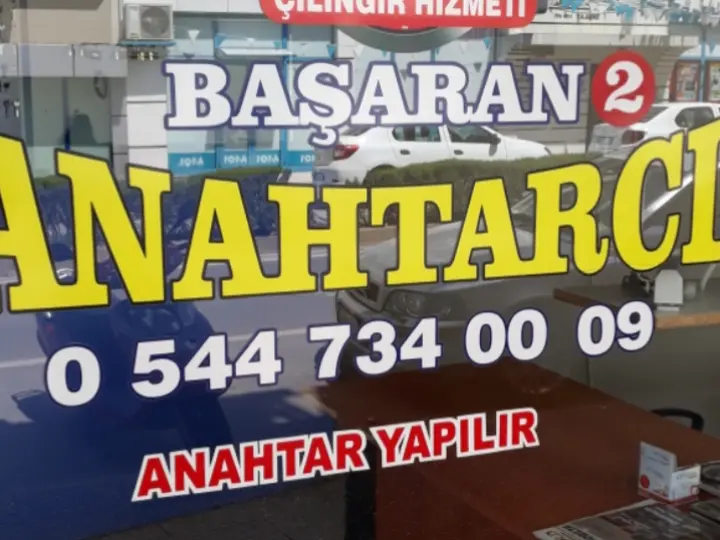 ÇİLİNGİR HİZMETİ
BAŞARAN 2
ANAHTARCI
0 544 734 00 09
ANAHTAR YAPILIR